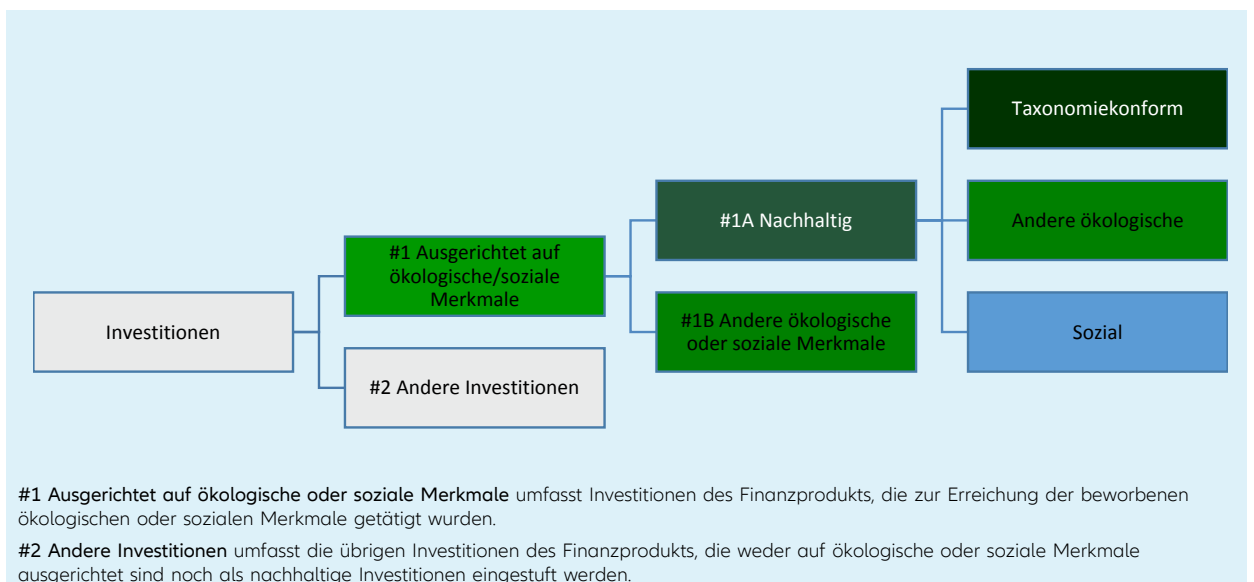 Taxonomiekonform
#1A Nachhaltig
Andere ökologische
#1 Ausgerichtet auf
ökologische/soziale
Merkmale
Investitionen
#1B Andere ökologische
oder soziale Merkmale
Sozial
#2 Andere Investitionen
#1 Ausgerichtet auf ökologische oder soziale Merkmale umfasst Investitionen des Finanzprodukts, die zur Erreichung der beworbenen
ökologischen oder sozialen Merkmale getätigt wurden.
#2 Andere Investitionen umfasst die übrigen Investitionen des Finanzprodukts, die weder auf ökologische oder soziale Merkmale
ausgerichtet sind noch als nachhaltige Investitionen eingestuft werden.